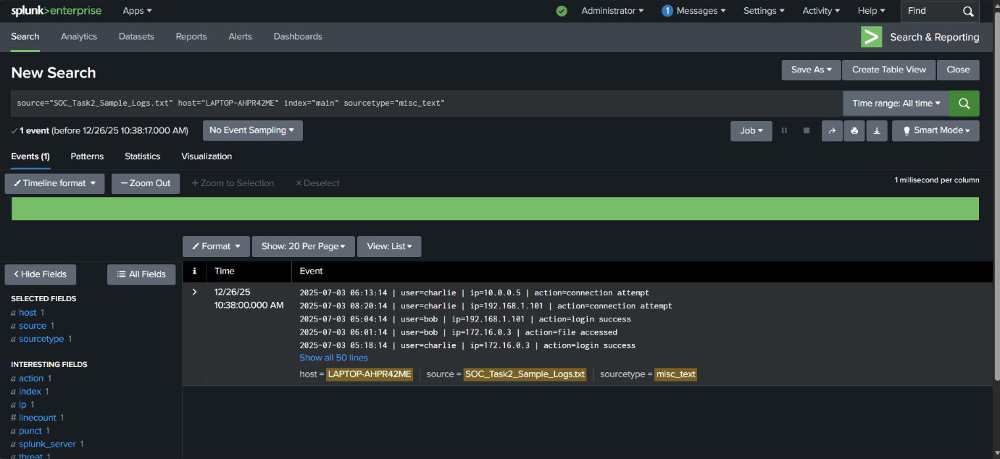 splunk>enterprise Apps Administrator 1 Messages Settings Activity Help Find
Search Analytics Datasets Reports Alerts Dashboards > Search & Reporting
New Search
Save As Create Table View Close
source="SOC_Task2_Sample_Logs.txt" host="LAPTOP-AHPR42ME" index="main" sourcetype="misc_text"
Time range: All time
1 event (before 12/26/25 10:38:17.000 AM) No Event Sampling Job Smart Mode
Events (1) Patterns Statistics Visualization
Timeline format — Zoom Out + Zoom to Selection × Deselect 1 millisecond per column
Format Show: 20 Per Page View: List
< Hide Fields All Fields
i Time Event
SELECTED FIELDS
a host 1
a source 1
a sourcetype 1
INTERESTING FIELDS
a action 1
a index 1
a ip 1
# linecount 1
a punct 1
a splunk_server 1
a threat 1
> 12/26/25
10:38:00.000 AM
2025-07-03 06:13:14 | user=charlie | ip=10.0.0.5 | action=connection attempt
2025-07-03 08:20:14 | user=charlie | ip=192.168.1.101 | action=connection attempt
2025-07-03 05:04:14 | user=bob | ip=192.168.1.101 | action=login success
2025-07-03 06:01:14 | user=bob | ip=172.16.0.3 | action=file accessed
2025-07-03 05:18:14 | user=charlie | ip=172.16.0.3 | action=login success
Show all 50 lines
host = LAPTOP-AHPR42ME source = SOC_Task2_Sample_Logs.txt sourcetype = misc_text